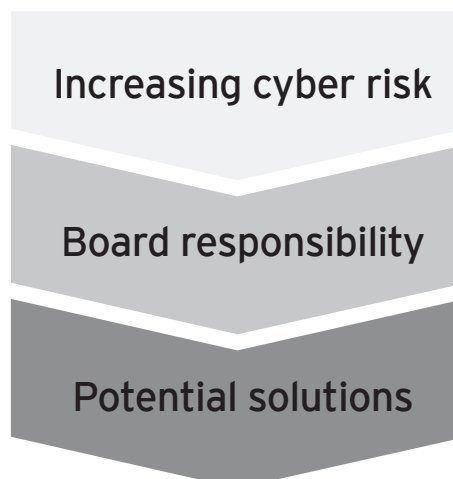 Increasing cyber risk
Board responsibility
Potential solutions